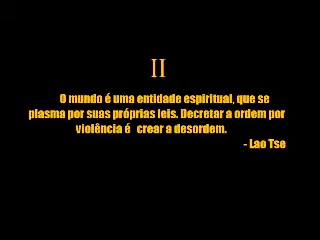 II
O mundo é uma entidade espiritual, que se
plasma por suas próprias leis. Decretar a ordem por
violência é crear a desordem.
- Lao Tse